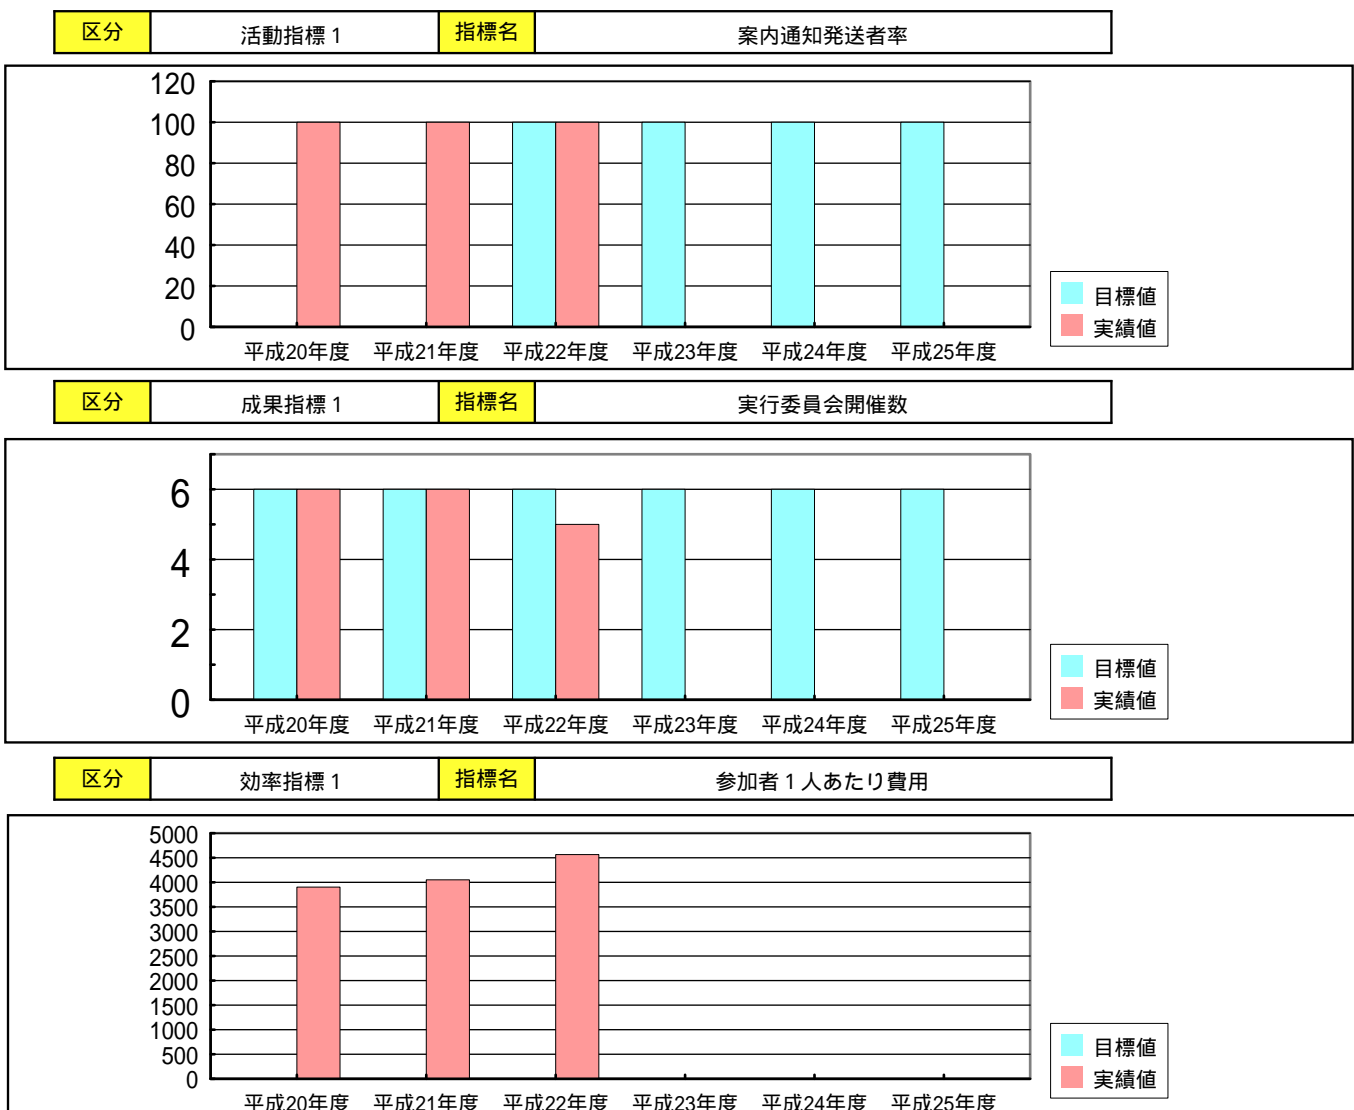 区分 活動指標1 指標名 案内通知発送者率
120
100
80
60
40
20
0
平成20年度 平成21年度 平成22年度 平成23年度 平成24年度 平成25年度
目標値
実績値
区分 成果指標1 指標名 実行委員会開催数
6
4
2
0
平成20年度 平成21年度 平成22年度 平成23年度 平成24年度 平成25年度
目標値
実績値
区分 効率指標1 指標名 参加者1人あたり費用
5000
4500
4000
3500
3000
2500
2000
1500
1000
500
0
平成20年度 平成21年度 平成22年度 平成23年度 平成24年度 平成25年度
目標値
実績値